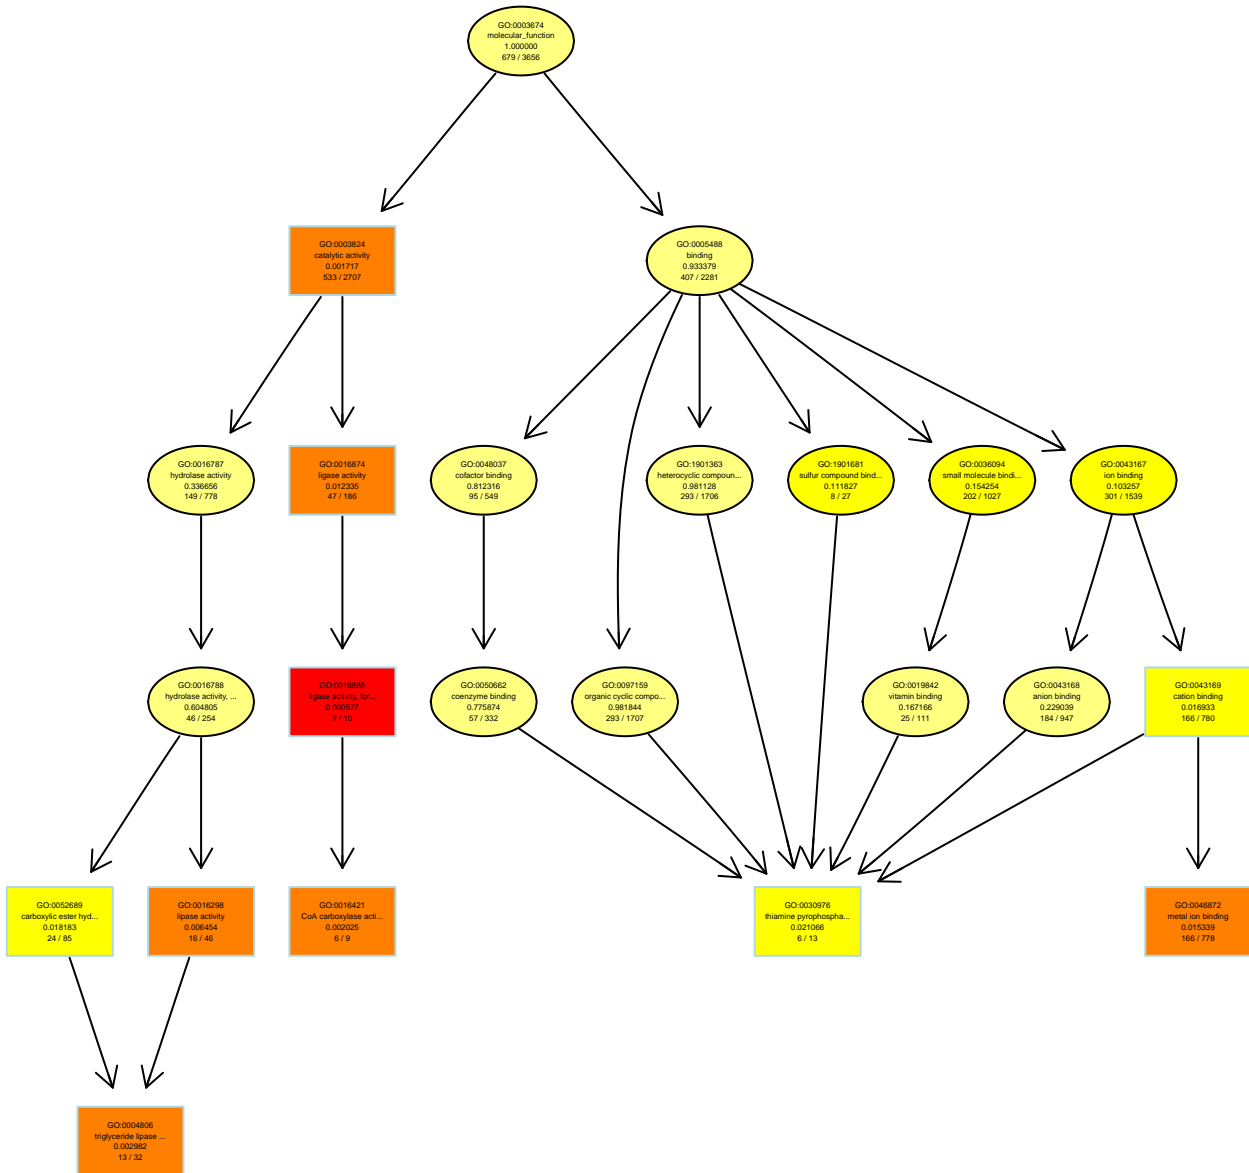 GO:0003674
molecular_function
1.000000
679 / 3656
GO:0003824
catalytic activity
0.001717
533 / 2707
GO:0005488
binding
0.933379
407 / 2281
GO:0016787
hydrolase activity
0.336656
149 / 778
GO:0016874
ligase activity
0.012335
47 / 186
GO:0048037
cofactor binding
0.812316
95 / 549
GO:1901363
heterocyclic compoun...
0.981128
293 / 1706
GO:1901681
sulfur compound bind...
0.111827
8 / 27
GO:0036094
small molecule bindi...
0.154254
202 / 1027
GO:0043167
ion binding
0.103257
301 / 1539
GO:0016788
hydrolase activity, ...
0.604805
46 / 254
GO:0016885
ligase activity, for...
0.000527
7 / 10
GO:0050662
coenzyme binding
0.775874
57 / 332
GO:0097159
organic cyclic compo...
0.981844
293 / 1707
GO:0019842
vitamin binding
0.167166
25 / 111
GO:0043168
anion binding
0.229039
184 / 947
GO:0043169
cation binding
0.016933
166 / 780
GO:0052689
carboxylic ester hyd...
0.018183
24 / 85
GO:0016298
lipase activity
0.006454
16 / 46
GO:0016421
CoA carboxylase acti...
0.002025
6 / 9
GO:0030976
thiamine pyrophospha...
0.021066
6 / 13
GO:0046872
metal ion binding
0.015339
166 / 778
GO:0004806
triglyceride lipase ...
0.002982
13 / 32